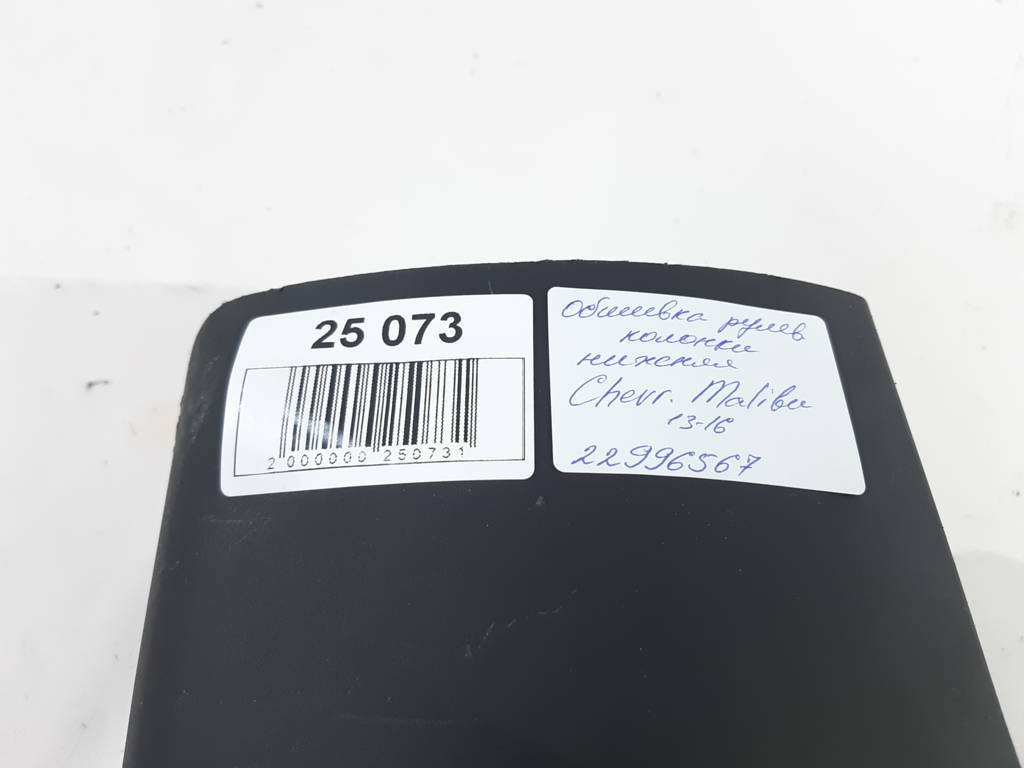 25 073
2 000000 250731
Обшивка рулев
колонки
нижняя
Chevr. Malibu
13-16
22996567